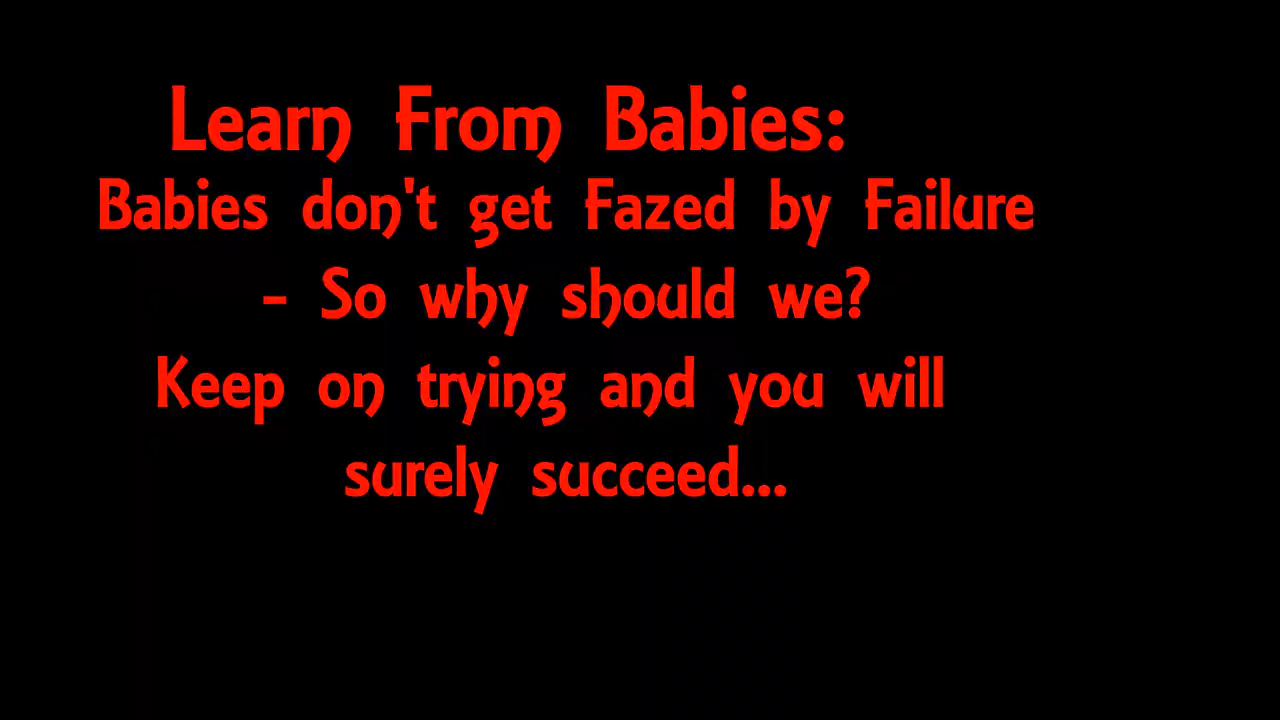 Learn From Babies:
Babies don't get Fazed by Failure
- So why should we?
Keep on trying and you will
surely succeed...